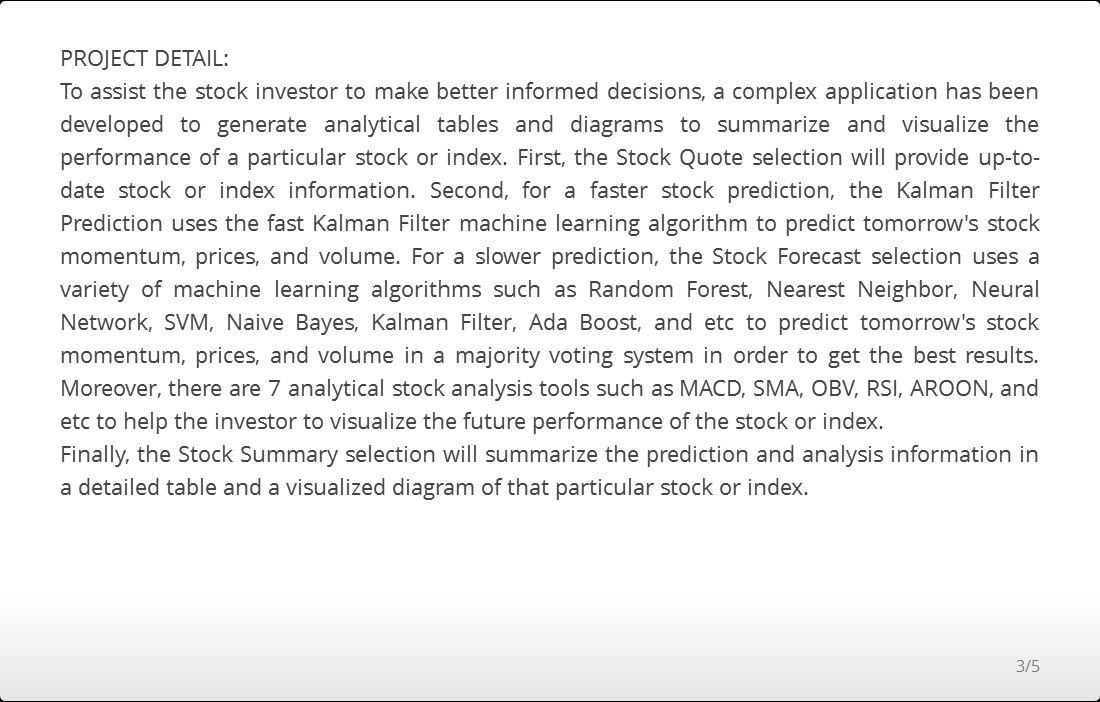 PROJECT DETAIL:
To assist the stock investor to make better informed decisions, a complex application has been
developed to generate analytical tables and diagrams to summarize and visualize the
performance of a particular stock or index. First, the Stock Quote selection will provide up-to-
date stock or index information. Second, for a faster stock prediction, the Kalman Filter
Prediction uses the fast Kalman Filter machine learning algorithm to predict tomorrow's stock
momentum, prices, and volume. For a slower prediction, the Stock Forecast selection uses a
variety of machine learning algorithms such as Random Forest, Nearest Neighbor, Neural
Network, SVM, Naive Bayes, Kalman Filter, Ada Boost, and etc to predict tomorrow's stock
momentum, prices, and volume in a majority voting system in order to get the best results.
Moreover, there are 7 analytical stock analysis tools such as MACD, SMA, OBV, RSI, AROON, and
etc to help the investor to visualize the future performance of the stock or index.
Finally, the Stock Summary selection will summarize the prediction and analysis information in
a detailed table and a visualized diagram of that particular stock or index.
3/5